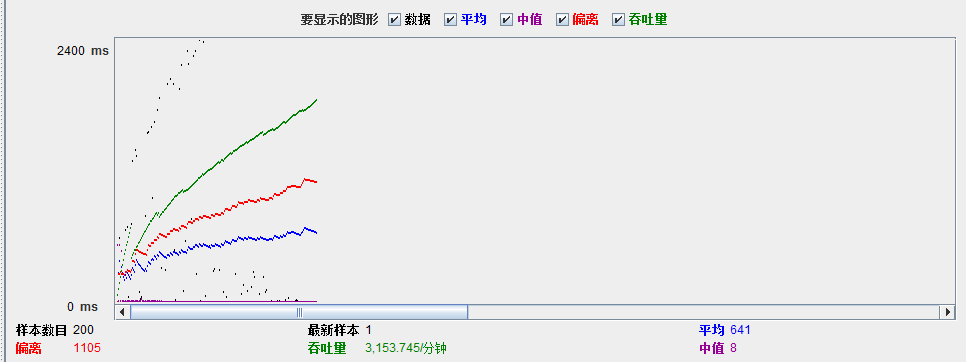 要显示的图形 数据 平均 中值 偏离 吞吐量
2400 ms
0 ms
样本数目 200 最新样本 1 平均 641
偏离 1105 吞吐量 3,153.745/分钟 中值 8